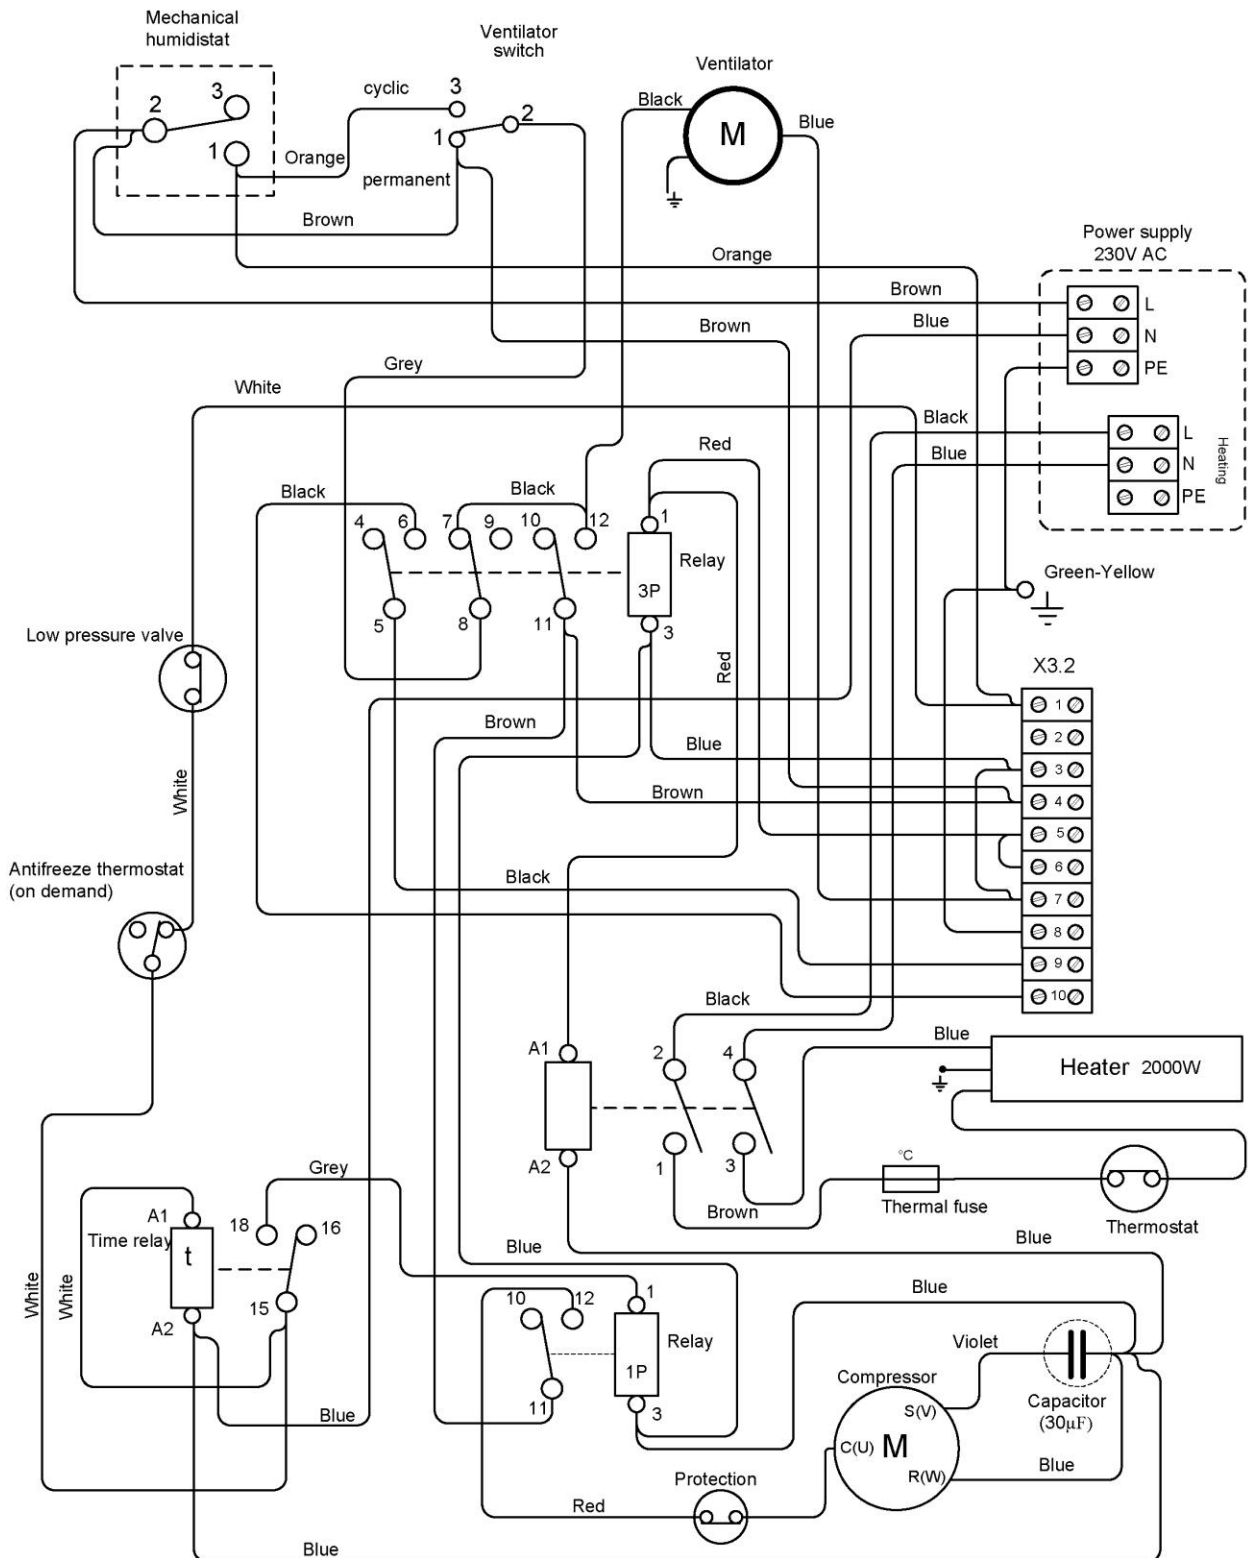 Mechanical
humidistat
Ventilator
switch
Ventilator
cyclic
3
2
3
2
1
1
Orange
permanent
Brown
Black
M
Blue
Power supply
230V AC
Orange
Brown
L
Blue
N
Brown
PE
Grey
White
Black
L
Blue
N
PE
Heating
Red
Black
Black
4
6
7
9
10
12
1
Relay
3P
5
8
11
3
Green-Yellow
Low pressure valve
Red
X3.2
Brown
Blue
Brown
White
1
2
3
4
5
6
7
8
9
10
Antifreeze thermostat
(on demand)
Black
Black
Blue
A1
2
4
Heater 2000W
A2
1
3
°C
Thermal fuse
Thermostat
Brown
Grey
A1
Time relay
18
16
t
White
White
15
A2
Blue
Blue
Blue
10
12
1
Relay
1P
11
3
Violet
Compressor
S(V)
C(U)
M
R(W)
Capacitor
(30µF)
Blue
Blue
Protection
Red
Blue